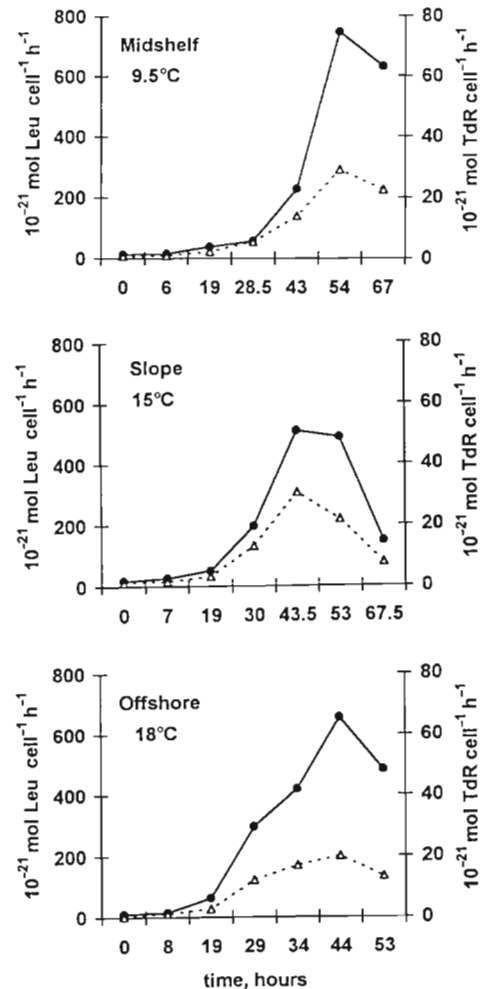 Midshelf
9.5°C
10⁻²¹ mol Leu cell⁻¹ h⁻¹
800
600
400
200
0
10⁻²¹ mol TdR cell⁻¹ h⁻¹
80
60
40
20
0
0 6 19 28.5 43 54 67
Slope
15°C
10⁻²¹ mol Leu cell⁻¹ h⁻¹
800
600
400
200
0
10⁻²¹ mol TdR cell⁻¹ h⁻¹
80
60
40
20
0
0 7 19 30 43.5 53 67.5
Offshore
18°C
10⁻²¹ mol Leu cell⁻¹ h⁻¹
800
600
400
200
0
10⁻²¹ mol TdR cell⁻¹ h⁻¹
80
60
40
20
0
0 8 19 29 34 44 53
time, hours